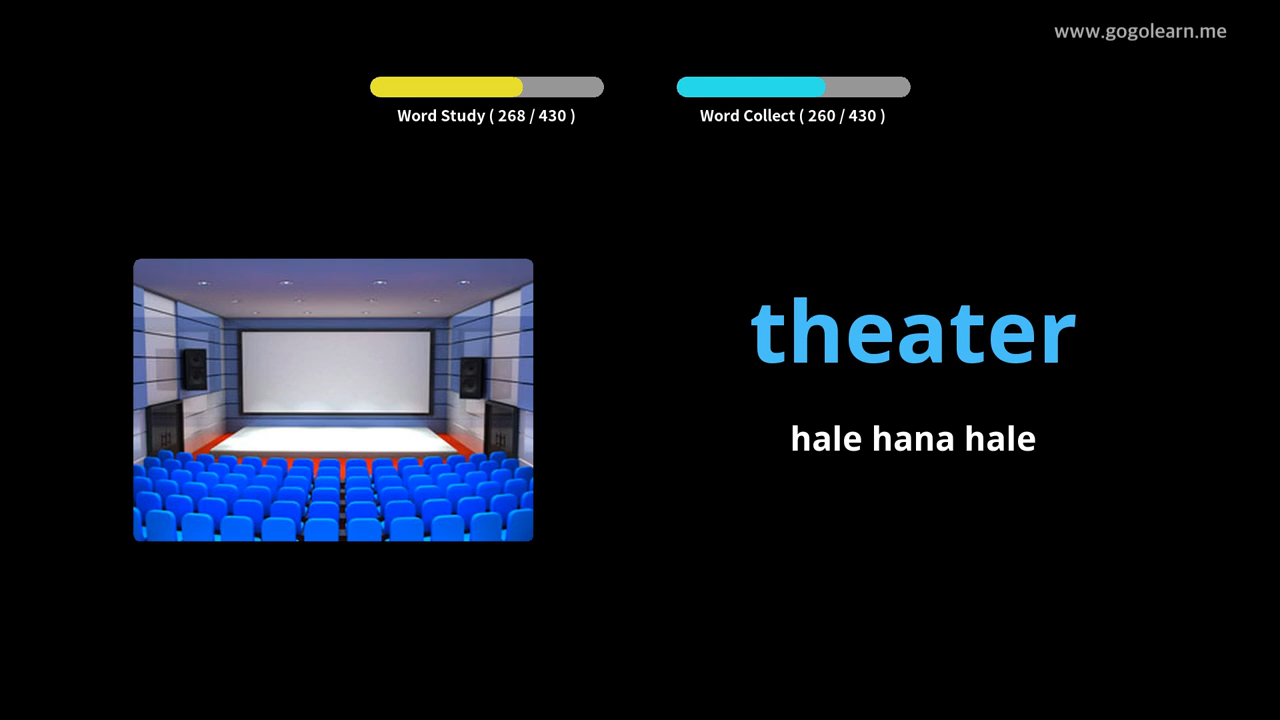 www.gogolearn.me
Word Study ( 268 / 430 )
Word Collect ( 260 / 430 )
theater
hale hana hale